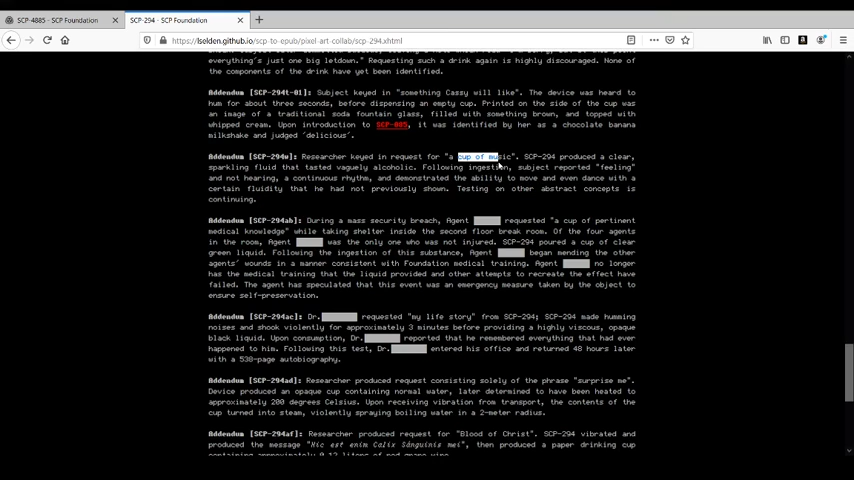 SCP-4885 - SCP Foundation
SCP-294 - SCP Foundation
https://lselden.github.io/scp-to-epub/pixel-art-collab/scp-294.xhtml
everything's just one big letdown." Requesting such a drink again is highly discouraged. None
of the components of the drink have yet been identified.
Addendum [SCP-294t-01]: Subject keyed in "something Cassy will like". The device was heard to
hum for about three seconds, before dispensing an empty cup. Printed on the side of the cup was
an image of a traditional soda fountain glass, filled with something brown, and topped with
whipped cream. Upon introduction to SCP-085, it was identified by her as a chocolate banana
milkshake and judged 'delicious'.
Addendum [SCP-294w]: Researcher keyed in request for "a cup of music". SCP-294 produced a clear,
sparkling fluid that tasted vaguely alcoholic. Following ingestion, subject reported "feeling"
and not hearing, a continuous rhythm, and demonstrated the ability to move and even dance with a
certain fluidity that he had not previously shown. Testing on other abstract concepts is
continuing.
Addendum [SCP-294ab]: During a mass security breach, Agent requested "a cup of pertinent
medical knowledge" while taking shelter inside the second floor break room. Of the four agents
in the room, Agent was the only one who was not injured. SCP-294 poured a cup of clear
green liquid. Following the ingestion of this substance, Agent began mending the other
agents' wounds in a manner consistent with Foundation medical training. Agent no longer
has the medical training that the liquid provided and other attempts to recreate the effect have
failed. The agent has speculated that this event was an emergency measure taken by the object to
ensure self-preservation.
Addendum [SCP-294ac]: Dr. requested "my life story" from SCP-294; SCP-294 made humming
noises and shook violently for approximately 3 minutes before providing a highly viscous, opaque
black liquid. Upon consumption, Dr. reported that he remembered everything that had ever
happened to him. Following this test, Dr. entered his office and returned 48 hours later
with a 538-page autobiography.
Addendum [SCP-294ad]: Researcher produced request consisting solely of the phrase "surprise me".
Device produced an opaque cup containing normal water, later determined to have been heated to
approximately 200 degrees Celsius. Upon receiving vibration from transport, the contents of the
cup turned into steam, violently spraying boiling water in a 2-meter radius.
Addendum [SCP-294af]: Researcher produced request for "Blood of Christ". SCP-294 vibrated and
produced the message "Hic est enim Calix Sánguinis mei", then produced a paper drinking cup
containing approximately 0.12 liters of red grape wine.